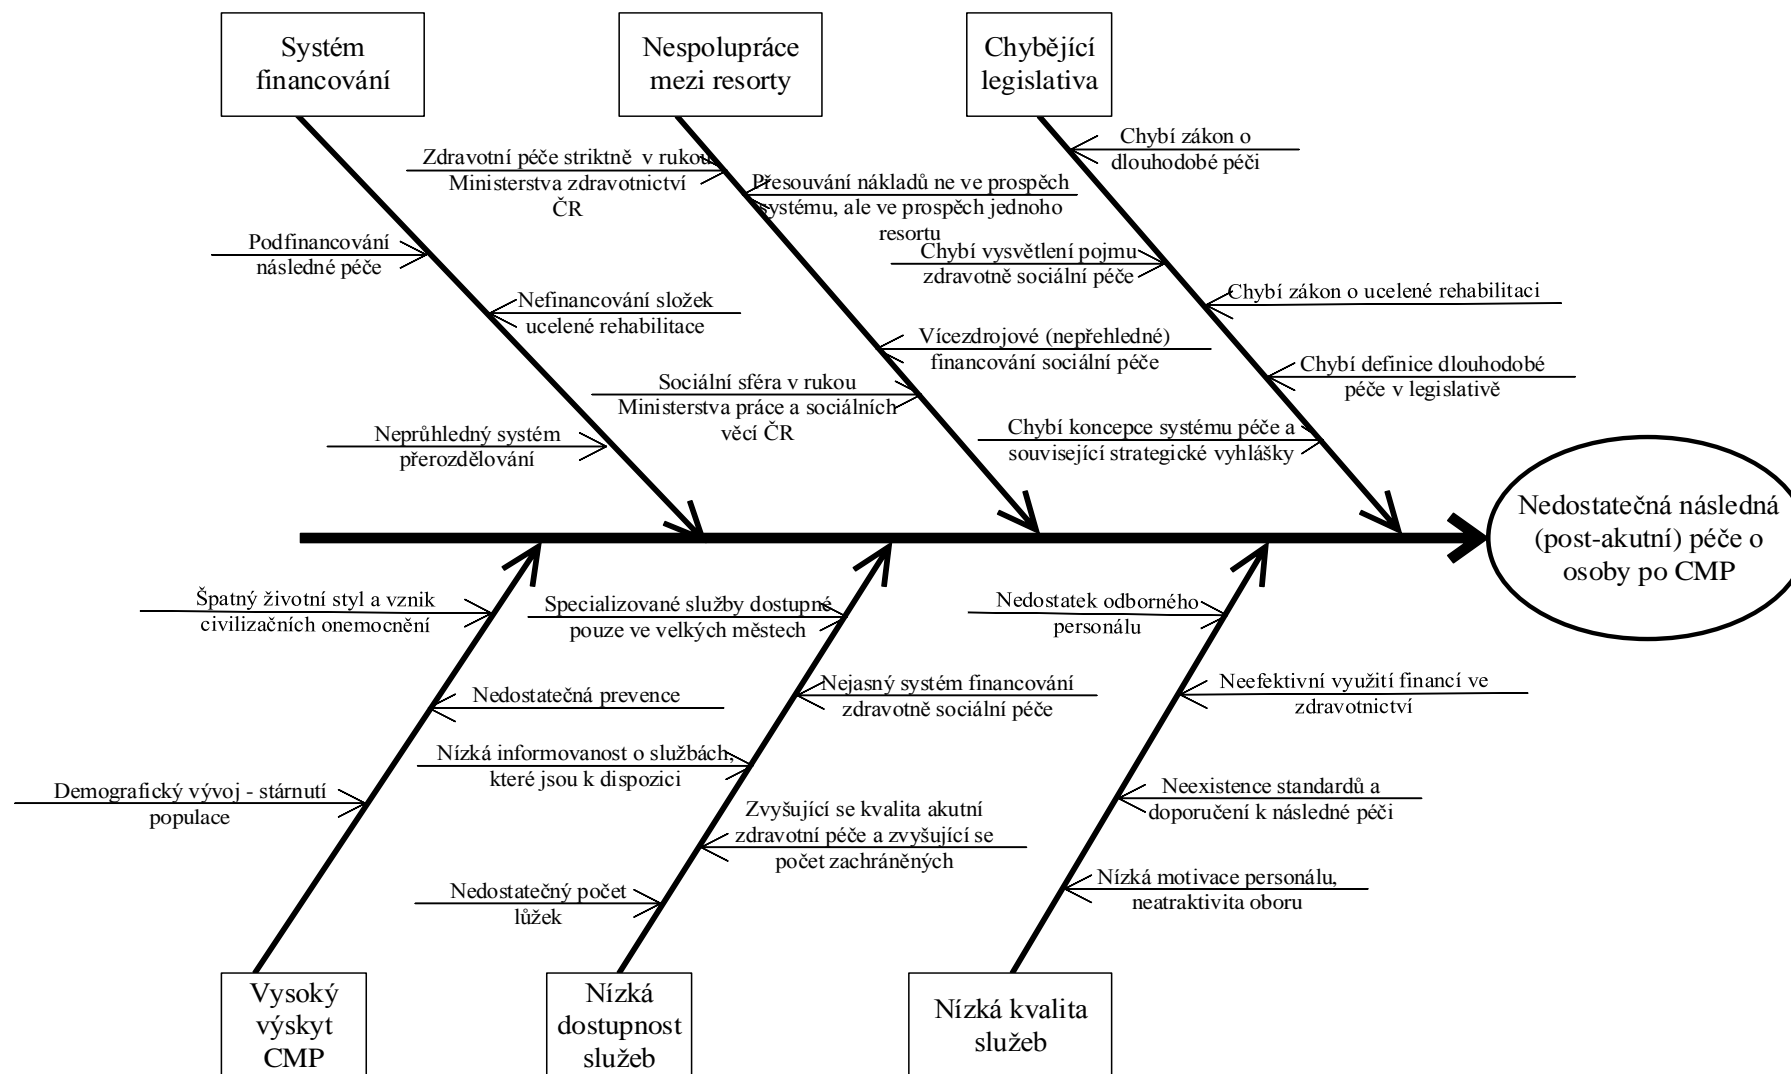 Systém
financování
Nespolupráce
mezi resorty
Chybějící
legislativa
Chybí zákon o
dlouhodobé péči
Zdravotní péče striktně v rukou
Ministerstva zdravotnictví
ČR
Přesouvání nákladů ne ve prospěch
systému, ale ve prospěch jednoho
resortu
Podfinancování
následné péče
Chybí vysvětlení pojmu
zdravotně sociální péče
Nefinancování složek
ucelené rehabilitace
Chybí zákon o ucelené rehabilitaci
Vícezdrojové (nepřehledné)
financování sociální péče
Sociální sféra v rukou
Ministerstva práce a sociálních
věcí ČR
Chybí definice dlouhodobé
péče v legislativě
Neprůhledný systém
přerozdělování
Chybí koncepce systému péče a
související strategické vyhlášky
Nedostatečná následná
(post-akutní) péče o
osoby po CMP
Špatný životní styl a vznik
civilizačních onemocnění
Specializované služby dostupné
pouze ve velkých městech
Nedostatek odborného
personálu
Nedostatečná prevence
Nejasný systém financování
zdravotně sociální péče
Neefektivní využití financí ve
zdravotnictví
Nízká informovanost o službách,
které jsou k dispozici
Demografický vývoj - stárnutí
populace
Zvyšující se kvalita akutní
zdravotní péče a zvyšující se
počet zachráněných
Neexistence standardů a
doporučení k následné péči
Nedostatečný počet
lůžek
Nízká motivace personálu,
neatraktivita oboru
Vysoký
výskyt
CMP
Nízká
dostupnost
služeb
Nízká kvalita
služeb